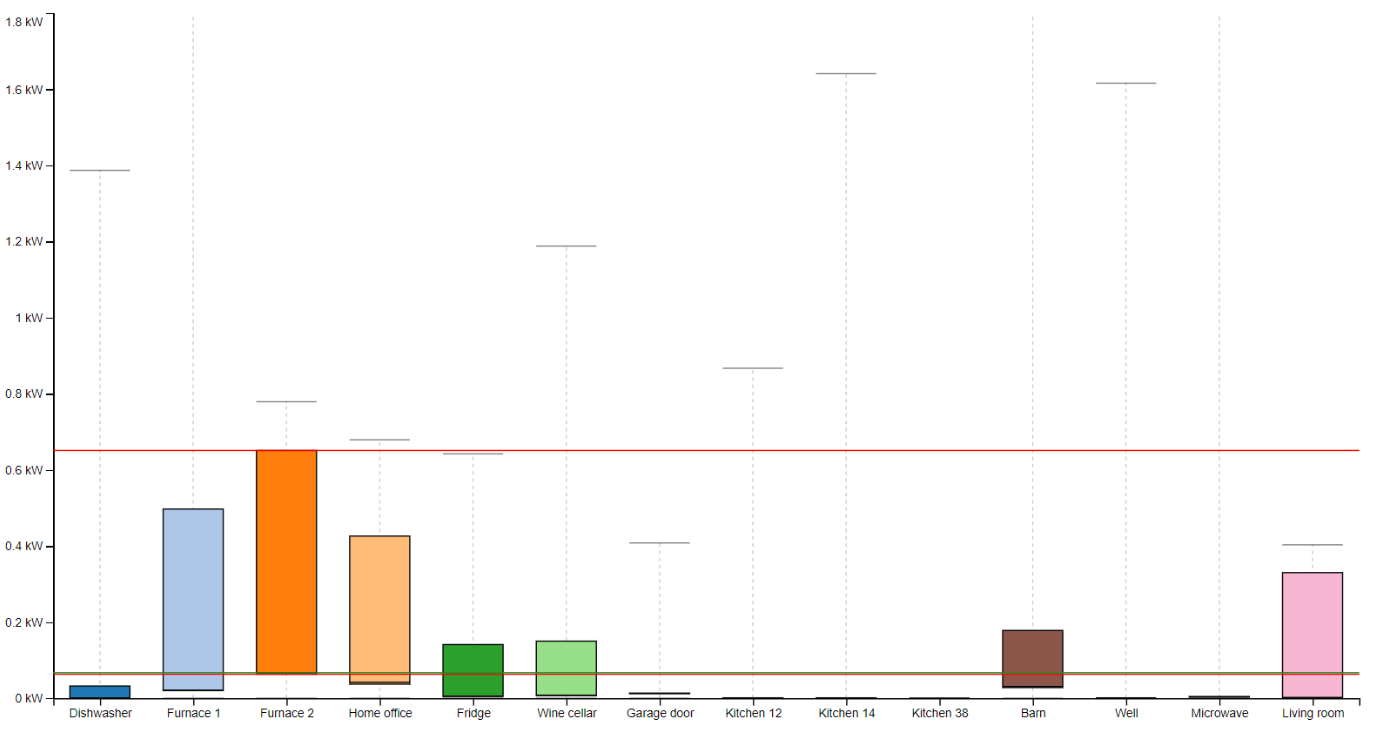 1.8 kW
1.6 kW
1.4 kW
1.2 kW
1 kW
0.8 kW
0.6 kW
0.4 kW
0.2 kW
0 kW
Dishwasher Furnace 1 Furnace 2 Home office Fridge Wine cellar Garage door Kitchen 12 Kitchen 14 Kitchen 38 Barn Well Microwave Living room